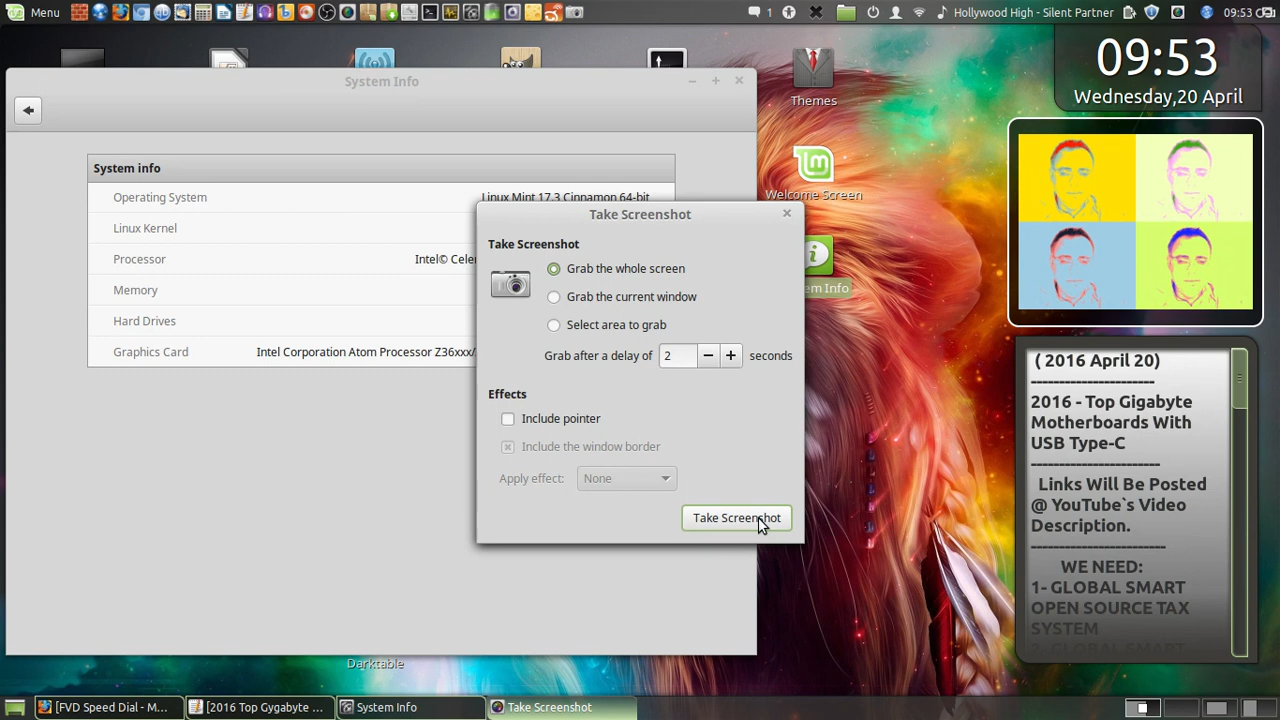 Menu
1
Hollywood High - Silent Partner
09:53
09:53
Wednesday,20 April
System Info
System info
Operating System
Linux Mint 17.3 Cinnamon 64-bit
Linux Kernel
Processor
Intel© Cele
Memory
Hard Drives
Graphics Card
Intel Corporation Atom Processor Z36xxx/
Take Screenshot
Take Screenshot
Grab the whole screen
Grab the current window
Select area to grab
Grab after a delay of 2 seconds
Effects
Include pointer
Include the window border
Apply effect: None
Take Screenshot
Themes
Welcome Screen
em Info
Darktable
( 2016 April 20)
----------------------
2016 - Top Gigabyte
Motherboards With
USB Type-C
-----------------------
Links Will Be Posted
@ YouTube`s Video
Description.
------------------------
WE NEED:
1- GLOBAL SMART
OPEN SOURCE TAX
SYSTEM
2- GLOBAL SMART
[FVD Speed Dial - M...
[2016 Top Gygabyte ...
System Info
Take Screenshot